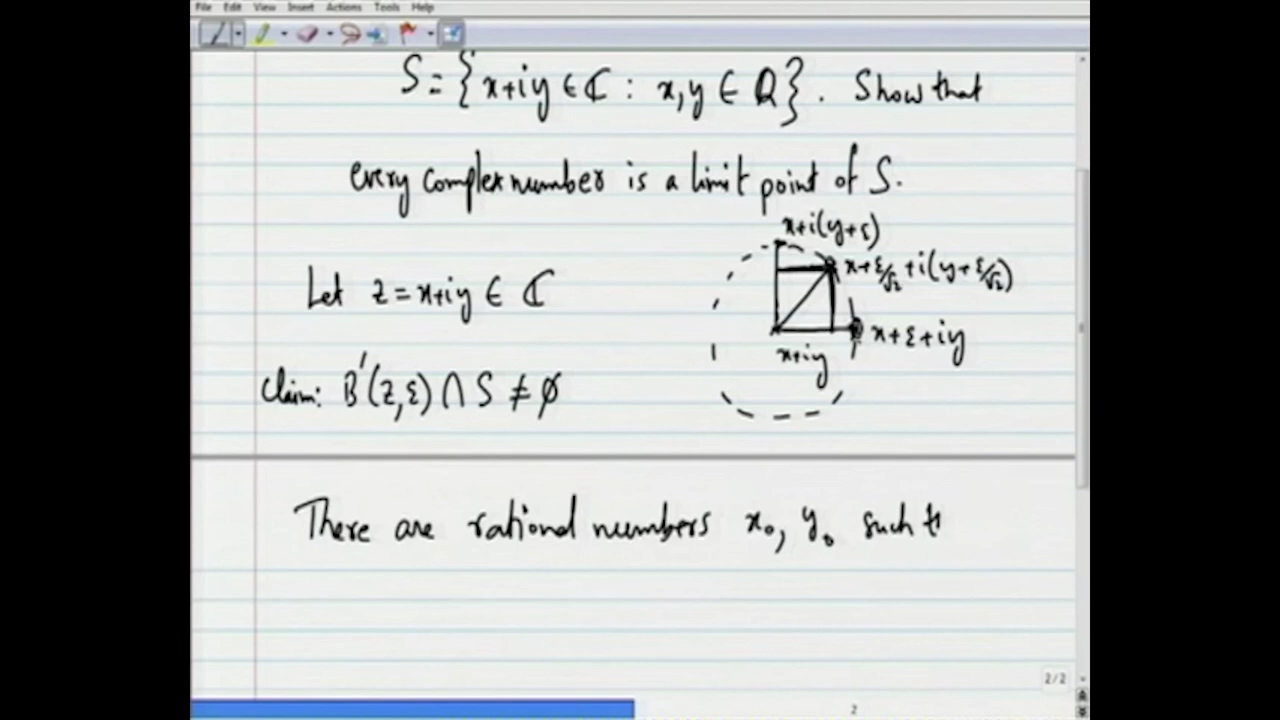 File Edit View Insert Actions Tools Help
S = {x+iy ∈ ℂ : x,y ∈ ℚ}. Show that
every complex number is a limit point of S.
x+i(y+ε)
x+ε/√2 +i(y+ε/√2)
Let z = x+iy ∈ ℂ
x+ε+iy
x+iy
Claim: B'(z,ε) ∩ S ≠ ∅
There are rational numbers x₀, y₀ such t
2/2
2